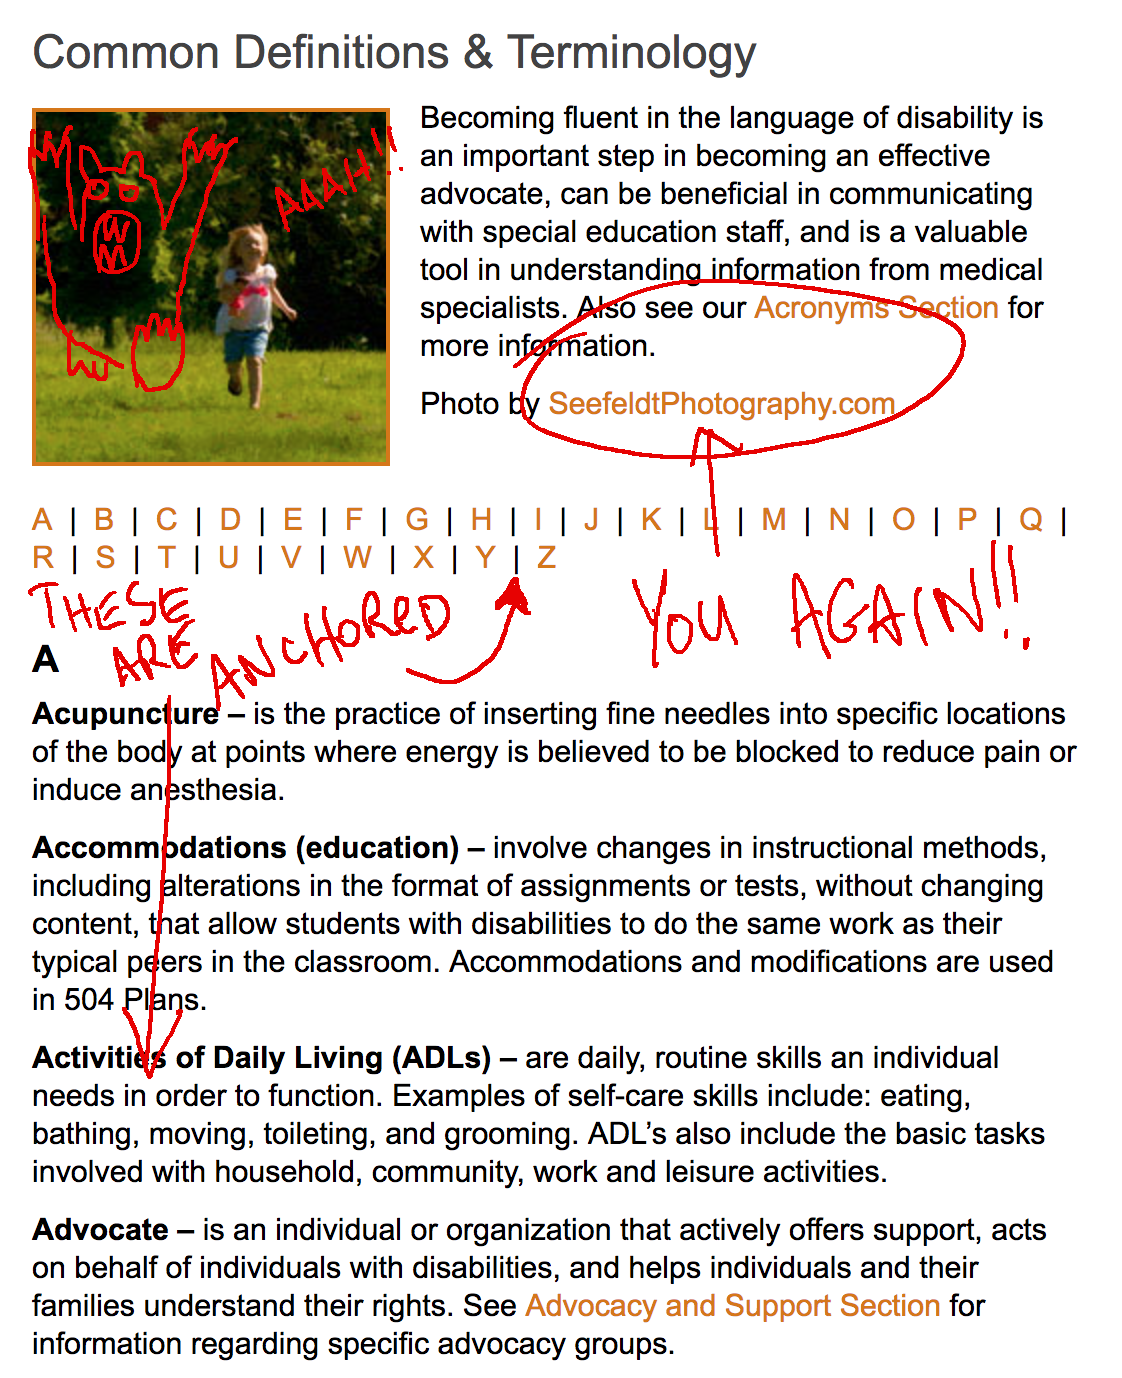 Common Definitions & Terminology
AAAH!!
Becoming fluent in the language of disability is
an important step in becoming an effective
advocate, can be beneficial in communicating
with special education staff, and is a valuable
tool in understanding information from medical
specialists. Also see our Acronyms Section for
more information.
Photo by SeefeldtPhotography.com
A | B | C | D | E | F | G | H | I | J | K | L | M | N | O | P | Q |
R | S | T | U | V | W | X | Y | Z
THESE
ARE ANCHORED
YOU AGAIN!!
A
Acupuncture – is the practice of inserting fine needles into specific locations
of the body at points where energy is believed to be blocked to reduce pain or
induce anesthesia.
Accommodations (education) – involve changes in instructional methods,
including alterations in the format of assignments or tests, without changing
content, that allow students with disabilities to do the same work as their
typical peers in the classroom. Accommodations and modifications are used
in 504 Plans.
Activities of Daily Living (ADLs) – are daily, routine skills an individual
needs in order to function. Examples of self-care skills include: eating,
bathing, moving, toileting, and grooming. ADL’s also include the basic tasks
involved with household, community, work and leisure activities.
Advocate – is an individual or organization that actively offers support, acts
on behalf of individuals with disabilities, and helps individuals and their
families understand their rights. See Advocacy and Support Section for
information regarding specific advocacy groups.